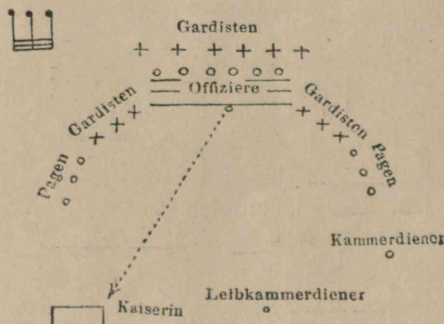 Gardisten
Offiziere
Gardisten
Gardisten
Pagen
Pagen
Kammerdiener
Kaiserin
Leibkammerdiener